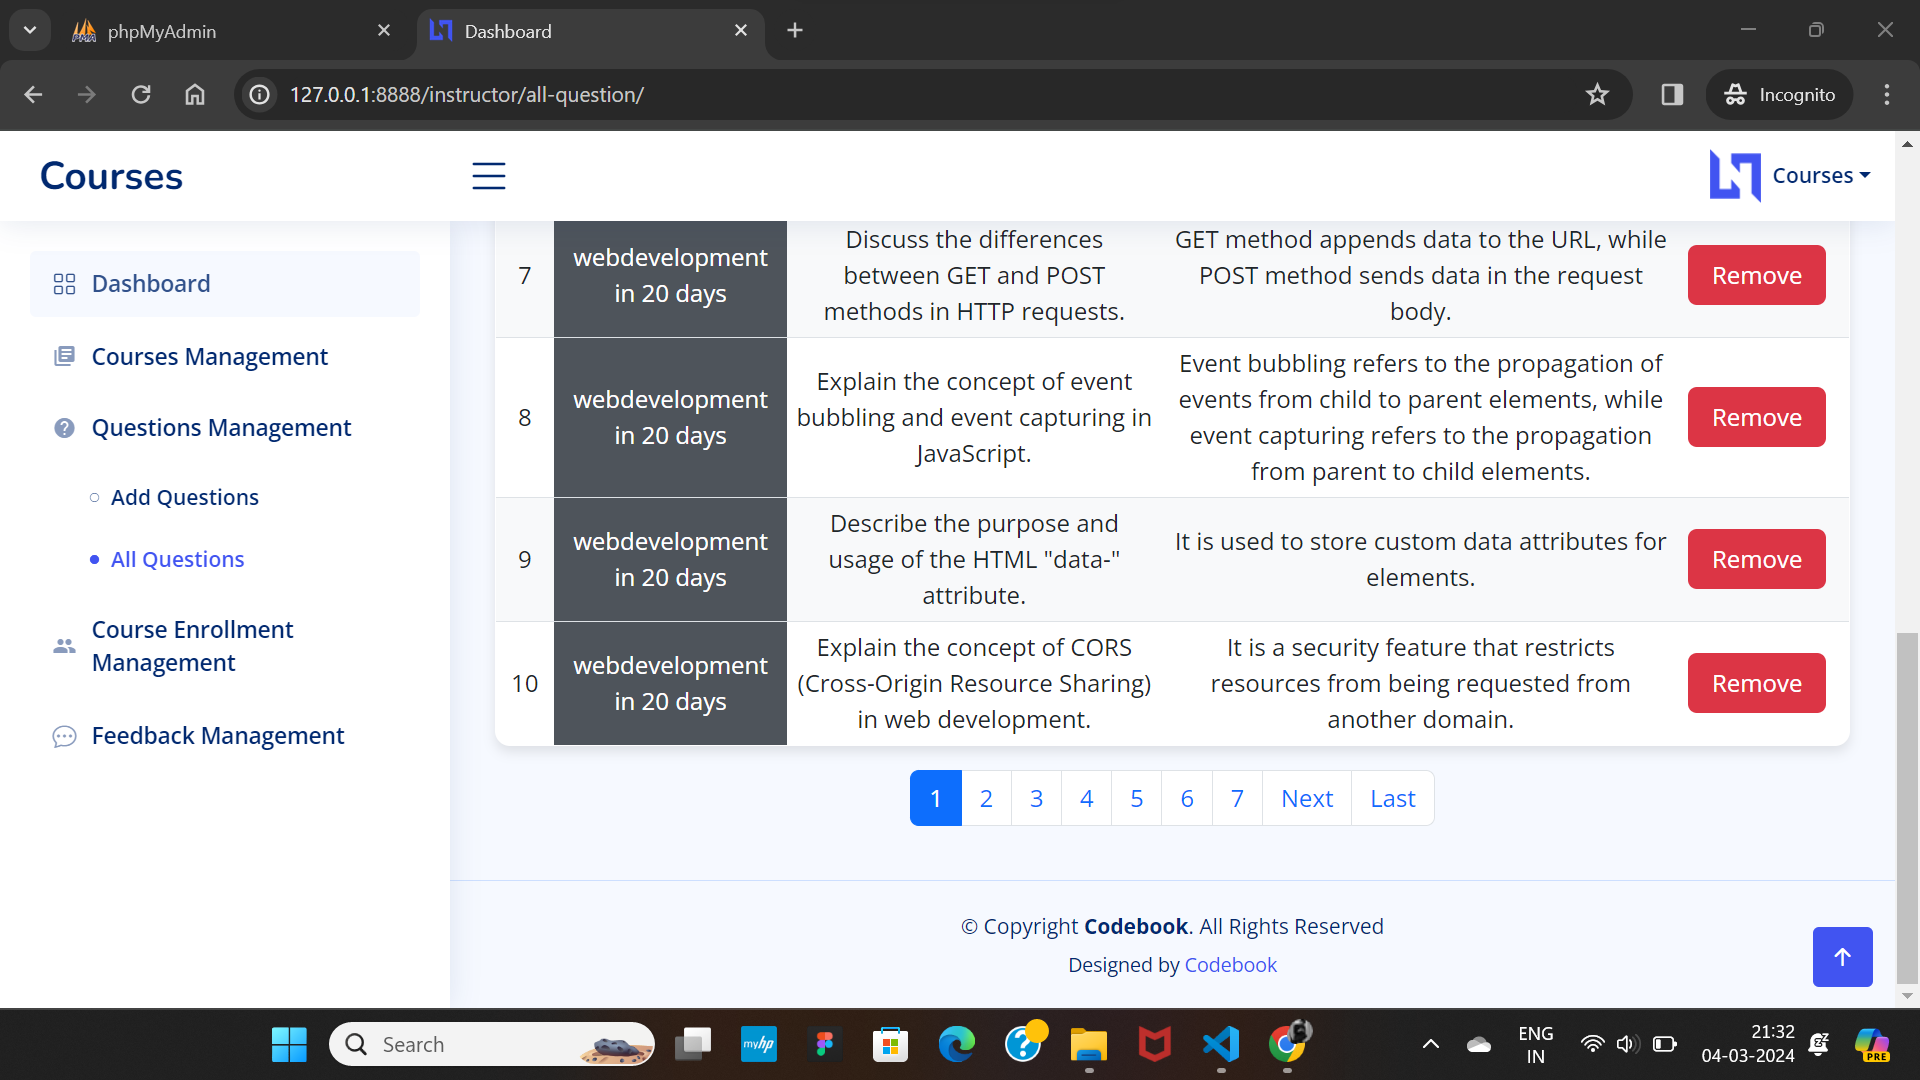 phpMyAdmin
Dashboard
127.0.0.1:8888/instructor/all-question/
Incognito
Courses
Courses
Dashboard
Courses Management
Questions Management
Add Questions
All Questions
Course Enrollment
Management
Feedback Management
7
webdevelopment
in 20 days
Discuss the differences
between GET and POST
methods in HTTP requests.
GET method appends data to the URL, while
POST method sends data in the request
body.
Remove
8
webdevelopment
in 20 days
Explain the concept of event
bubbling and event capturing in
JavaScript.
Event bubbling refers to the propagation of
events from child to parent elements, while
event capturing refers to the propagation
from parent to child elements.
Remove
9
webdevelopment
in 20 days
Describe the purpose and
usage of the HTML "data-"
attribute.
It is used to store custom data attributes for
elements.
Remove
10
webdevelopment
in 20 days
Explain the concept of CORS
(Cross-Origin Resource Sharing)
in web development.
It is a security feature that restricts
resources from being requested from
another domain.
Remove
1 2 3 4 5 6 7 Next Last
© Copyright Codebook. All Rights Reserved
Designed by Codebook
Search
myhp
ENG
IN
21:32
04-03-2024
PRE